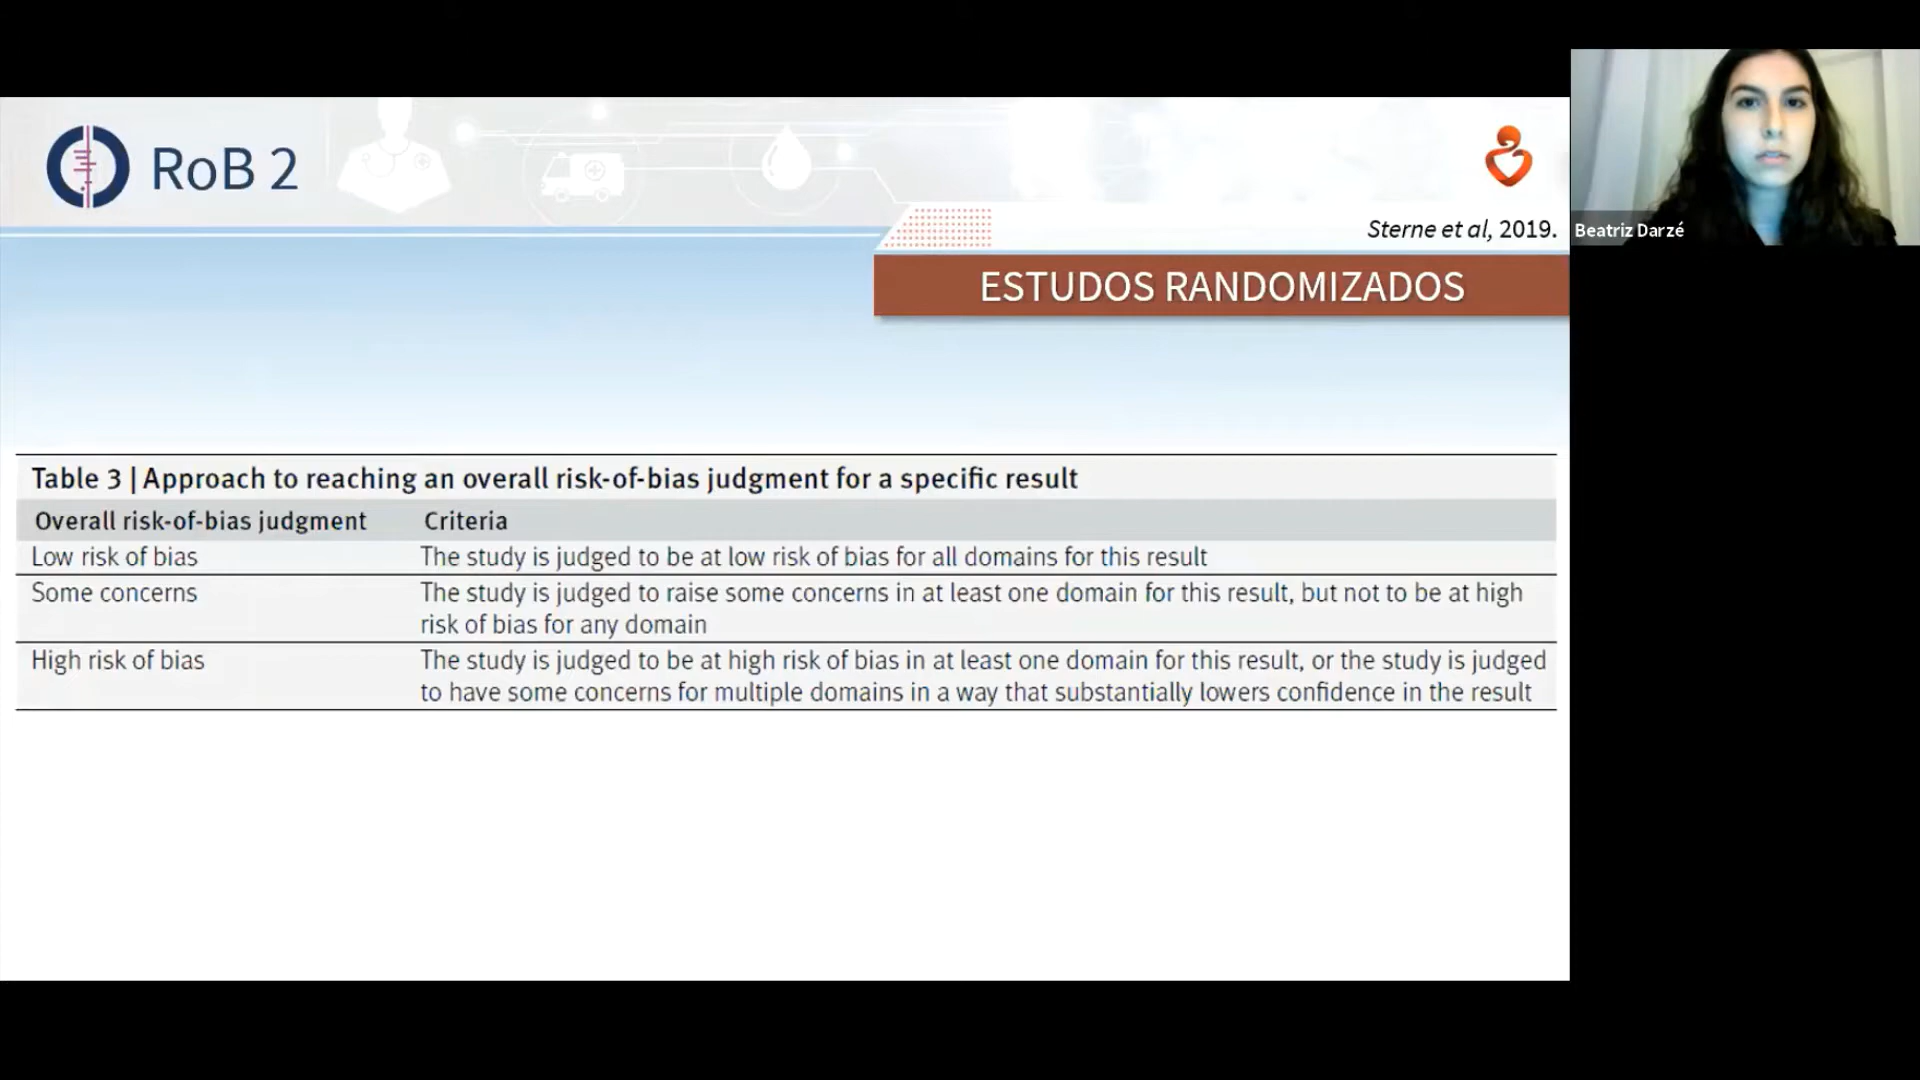 RoB 2
Sterne et al, 2019.
Beatriz Darzé
ESTUDOS RANDOMIZADOS
Table 3 | Approach to reaching an overall risk-of-bias judgment for a specific result
Overall risk-of-bias judgment Criteria
Low risk of bias The study is judged to be at low risk of bias for all domains for this result
Some concerns The study is judged to raise some concerns in at least one domain for this result, but not to be at high
risk of bias for any domain
High risk of bias The study is judged to be at high risk of bias in at least one domain for this result, or the study is judged
to have some concerns for multiple domains in a way that substantially lowers confidence in the result